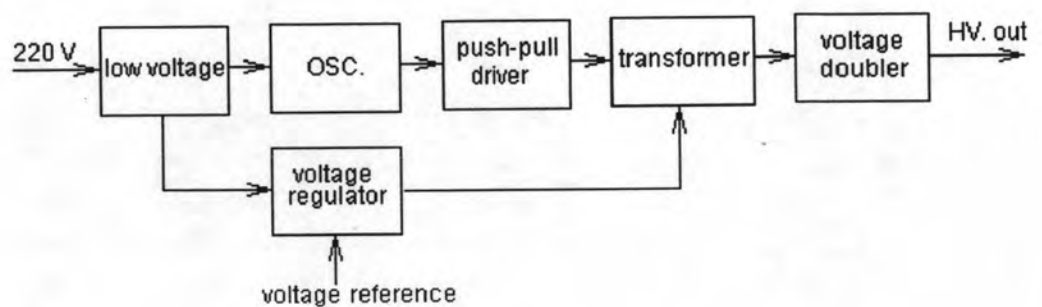 220 V
low voltage
OSC.
push-pull
driver
transformer
voltage
doubler
HV. out
voltage
regulator
voltage reference